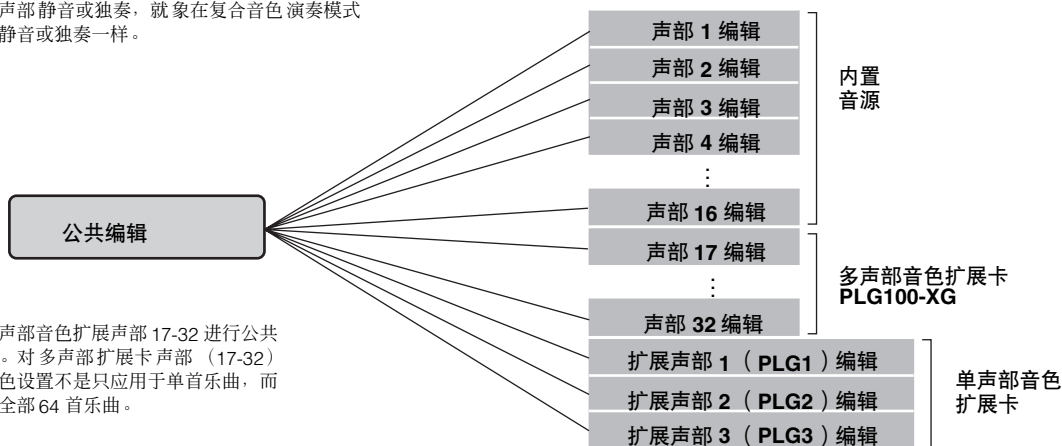 声部静音或独奏，就象在复合音色演奏模式
静音或独奏一样。
公共编辑
声部音色扩展声部 17-32 进行公共
。对多声部扩展卡声部 （17-32）
色设置不是只应用于单首乐曲，而
全部 64 首乐曲。
声部 1 编辑
声部 2 编辑
声部 3 编辑
声部 4 编辑
⋮
声部 16 编辑
声部 17 编辑
⋮
声部 32 编辑
扩展声部 1 （ PLG1 ）编辑
扩展声部 2 （ PLG2 ）编辑
扩展声部 3 （ PLG3 ）编辑
内置
音源
多声部音色扩展卡
PLG100-XG
单声部音色
扩展卡